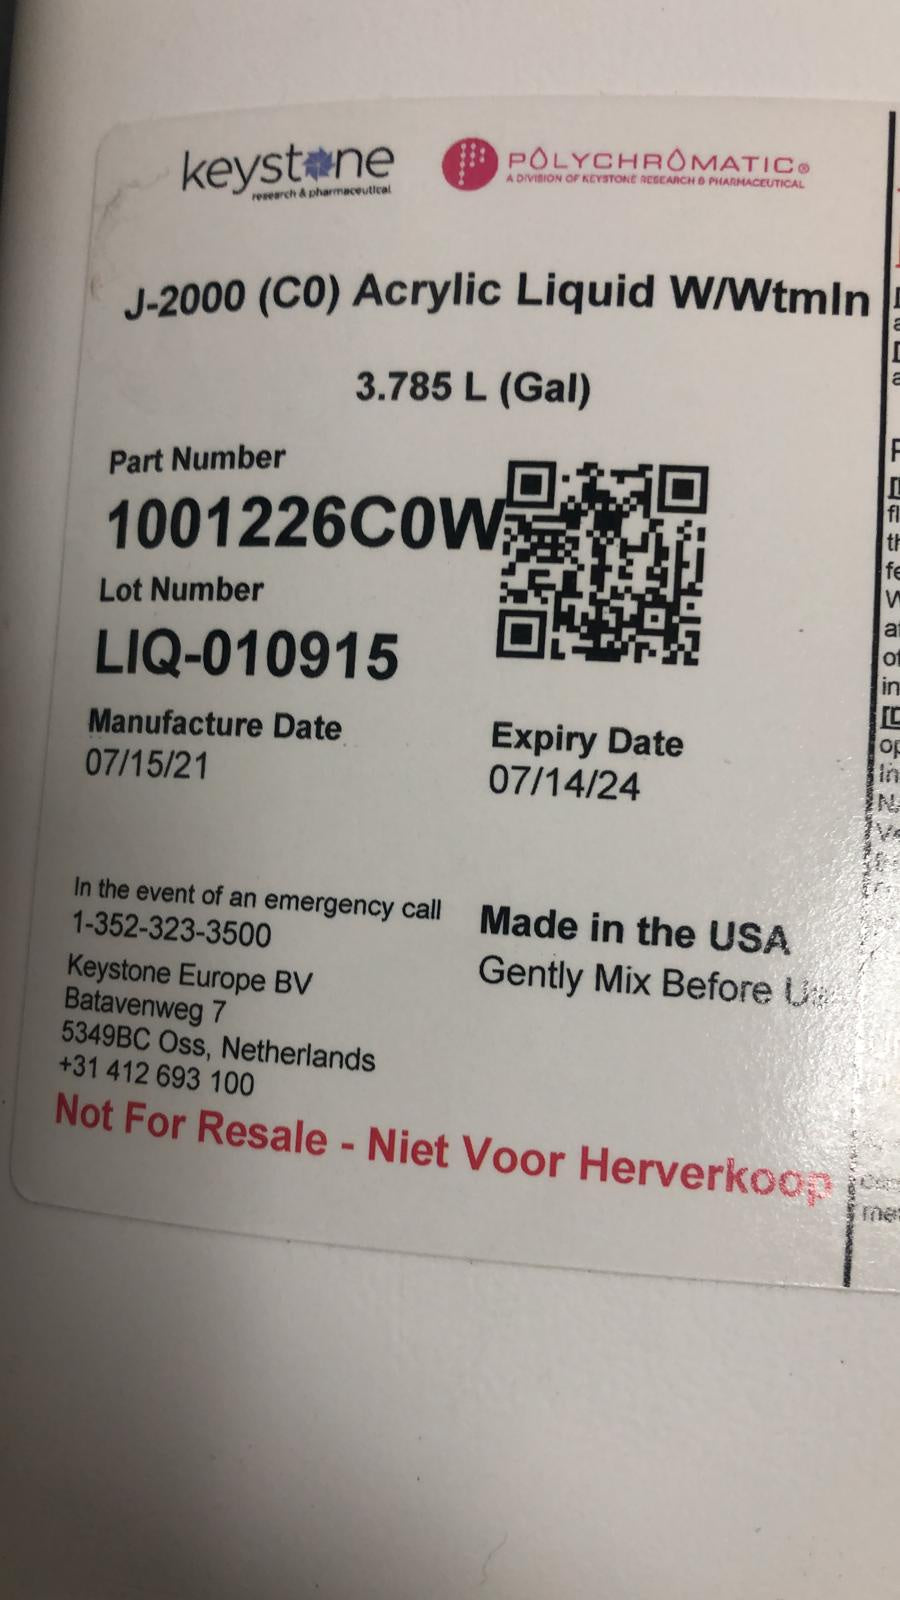 keystone
research & pharmaceutical
PÔLYCHRÔMATIC®
A DIVISION OF KEYSTONE RESEARCH & PHARMACEUTICAL
J-2000 (C0) Acrylic Liquid W/Wtmln
3.785 L (Gal)
Part Number
1001226C0W
Lot Number
LIQ-010915
Manufacture Date
07/15/21
Expiry Date
07/14/24
In the event of an emergency call
1-352-323-3500
Keystone Europe BV
Batavenweg 7
5349BC Oss, Netherlands
+31 412 693 100
Made in the USA
Gently Mix Before
Not For Resale - Niet Voor Herverkoop